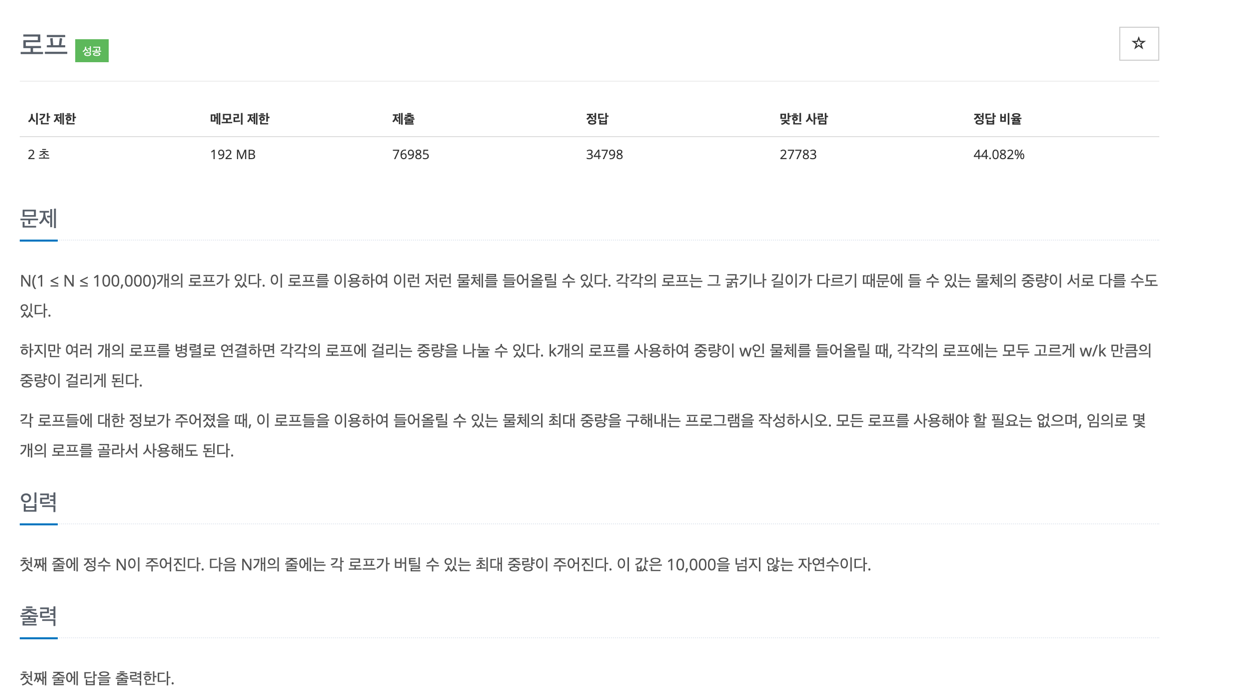 로프 성공
☆
시간 제한 메모리 제한 제출 정답 맞힌 사람 정답 비율
2 초 192 MB 76985 34798 27783 44.082%
문제
N(1 ≤ N ≤ 100,000)개의 로프가 있다. 이 로프를 이용하여 이런 저런 물체를 들어올릴 수 있다. 각각의 로프는 그 굵기나 길이가 다르기 때문에 들 수 있는 물체의 중량이 서로 다를 수도
있다.
하지만 여러 개의 로프를 병렬로 연결하면 각각의 로프에 걸리는 중량을 나눌 수 있다. k개의 로프를 사용하여 중량이 w인 물체를 들어올릴 때, 각각의 로프에는 모두 고르게 w/k 만큼의
중량이 걸리게 된다.
각 로프들에 대한 정보가 주어졌을 때, 이 로프들을 이용하여 들어올릴 수 있는 물체의 최대 중량을 구해내는 프로그램을 작성하시오. 모든 로프를 사용해야 할 필요는 없으며, 임의로 몇
개의 로프를 골라서 사용해도 된다.
입력
첫째 줄에 정수 N이 주어진다. 다음 N개의 줄에는 각 로프가 버틸 수 있는 최대 중량이 주어진다. 이 값은 10,000을 넘지 않는 자연수이다.
출력
첫째 줄에 답을 출력한다.